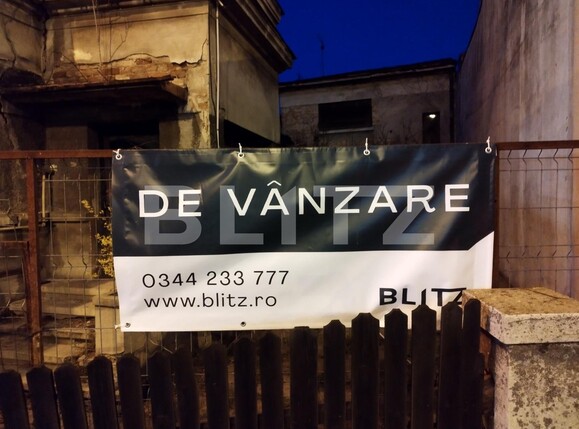 DE VÂNZARE
BLITZ
0344 233 777
www.blitz.ro
BLITZ